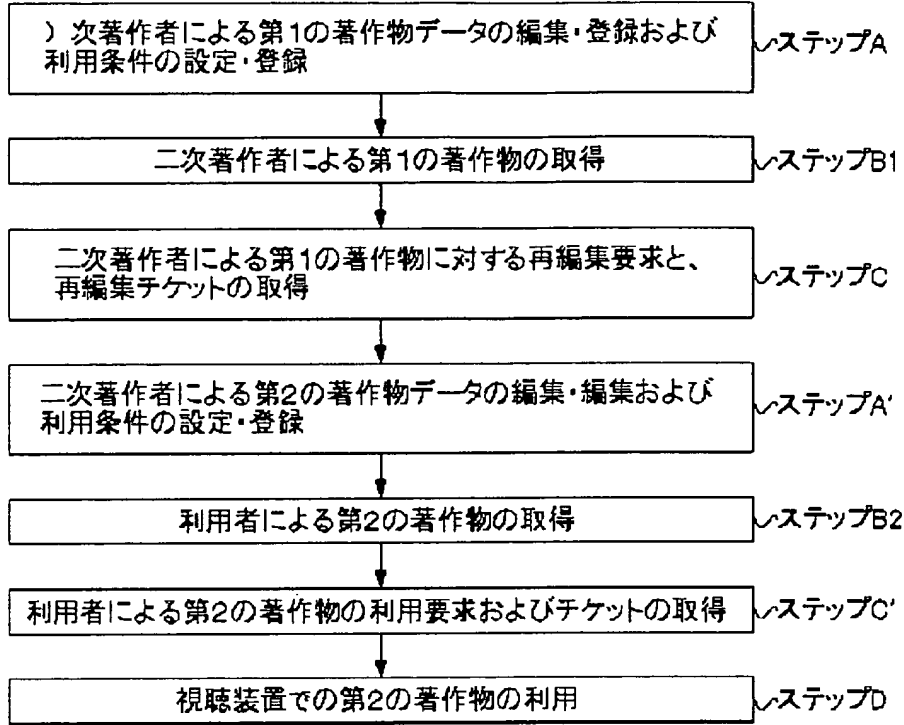 ）次著作者による第1の著作物データの編集・登録および
利用条件の設定・登録
ステップA
二次著作者による第1の著作物の取得
ステップB1
二次著作者による第1の著作物に対する再編集要求と、
再編集チケットの取得
ステップC
二次著作者による第2の著作物データの編集・編集および
利用条件の設定・登録
ステップA'
利用者による第2の著作物の取得
ステップB2
利用者による第2の著作物の利用要求およびチケットの取得
ステップC'
視聴装置での第2の著作物の利用
ステップD